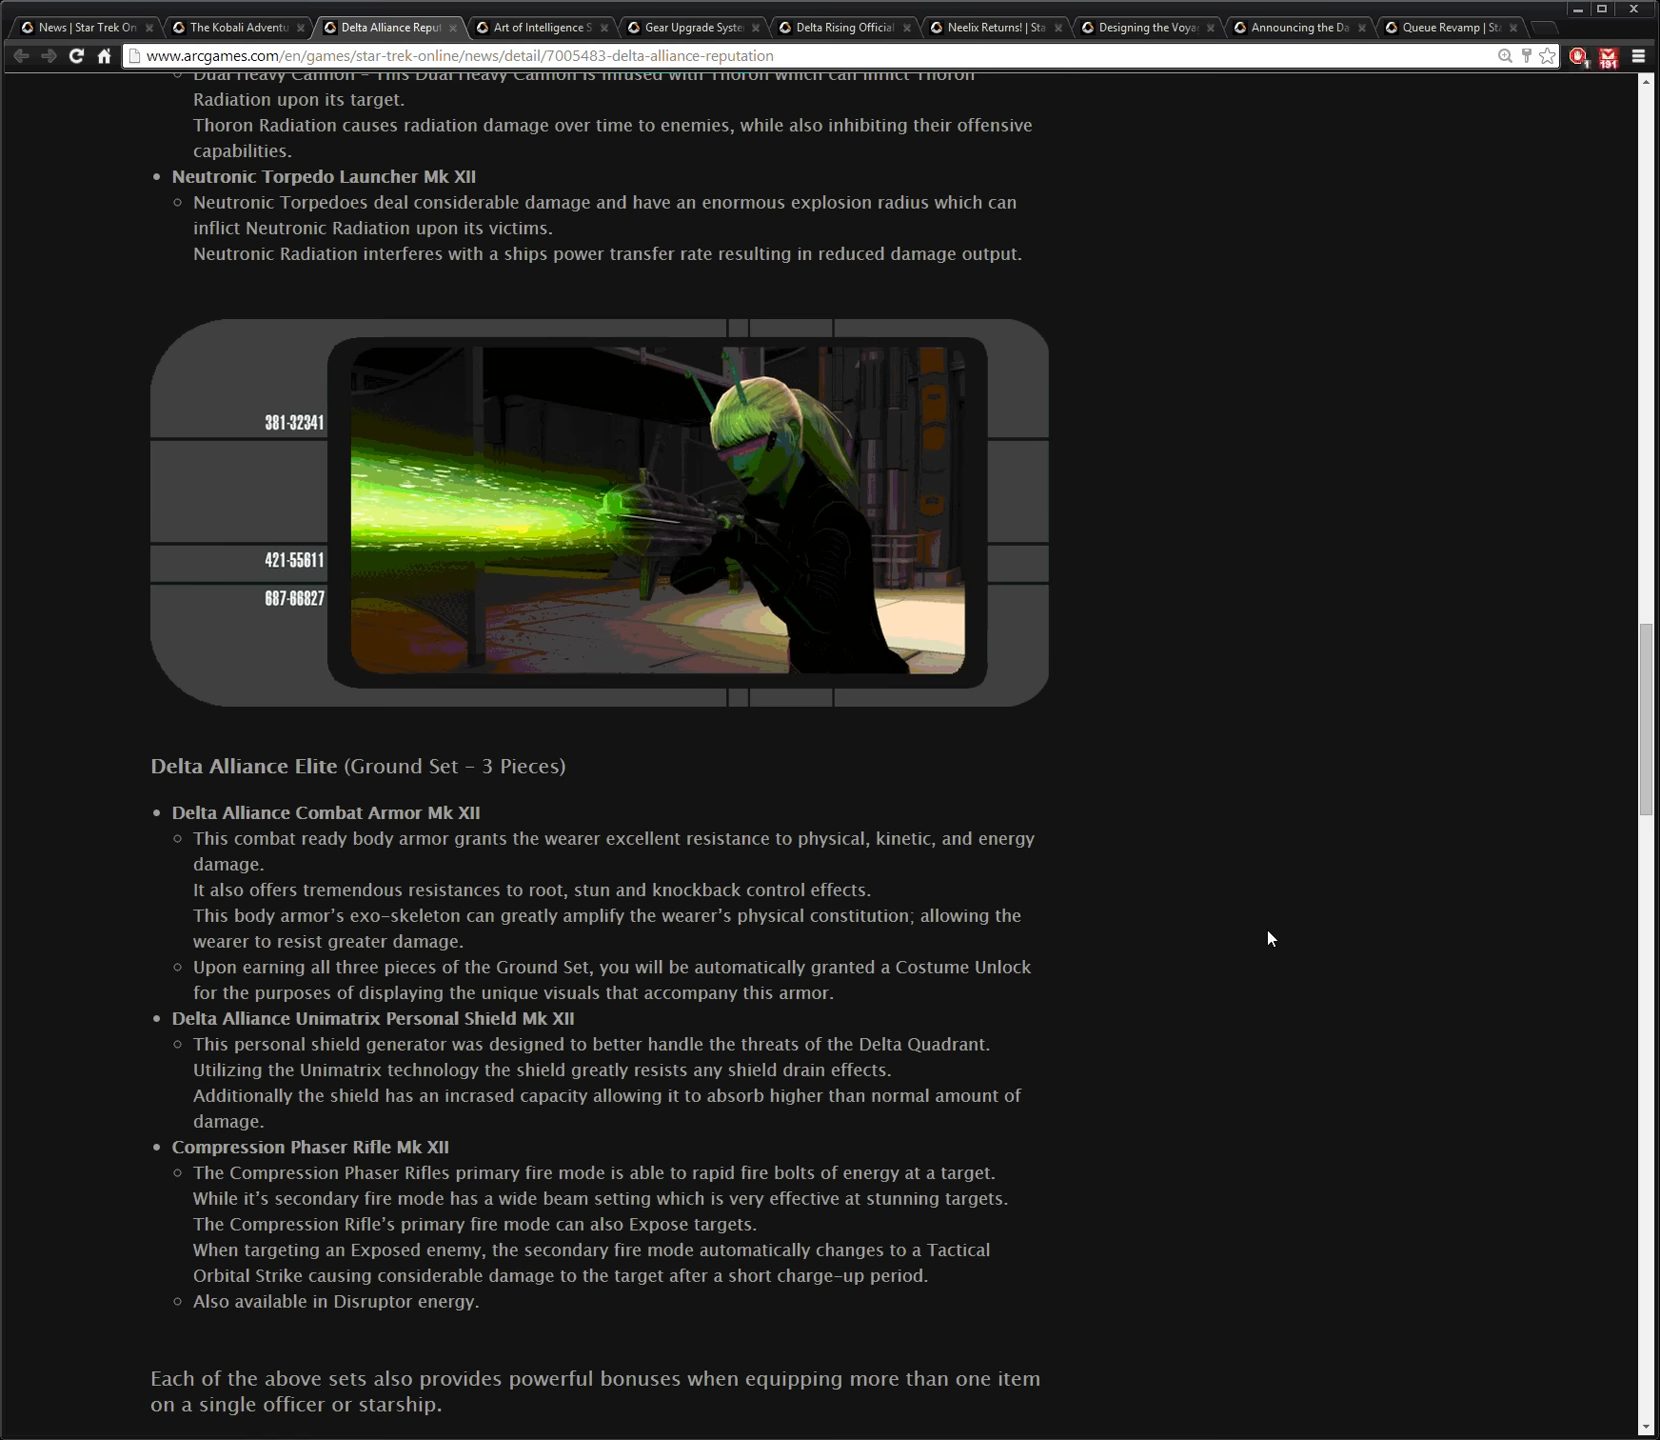 News | Star Trek On
The Kobali Adventu
Delta Alliance Reput
Art of Intelligence S
Gear Upgrade Syste
Delta Rising Official
Neelix Returns! | Sta
Designing the Voya
Announcing the Da
Queue Revamp | St
www.arcgames.com/en/games/star-trek-online/news/detail/7005483-delta-alliance-reputation
1
191
Dual Heavy Cannon – This Dual Heavy Cannon is infused with Thoron which can inflict Thoron
Radiation upon its target.
Thoron Radiation causes radiation damage over time to enemies, while also inhibiting their offensive
capabilities.
Neutronic Torpedo Launcher Mk XII
Neutronic Torpedoes deal considerable damage and have an enormous explosion radius which can
inflict Neutronic Radiation upon its victims.
Neutronic Radiation interferes with a ships power transfer rate resulting in reduced damage output.
381-32341
421-55611
687-66827
Delta Alliance Elite (Ground Set – 3 Pieces)
Delta Alliance Combat Armor Mk XII
This combat ready body armor grants the wearer excellent resistance to physical, kinetic, and energy
damage.
It also offers tremendous resistances to root, stun and knockback control effects.
This body armor’s exo-skeleton can greatly amplify the wearer’s physical constitution; allowing the
wearer to resist greater damage.
Upon earning all three pieces of the Ground Set, you will be automatically granted a Costume Unlock
for the purposes of displaying the unique visuals that accompany this armor.
Delta Alliance Unimatrix Personal Shield Mk XII
This personal shield generator was designed to better handle the threats of the Delta Quadrant.
Utilizing the Unimatrix technology the shield greatly resists any shield drain effects.
Additionally the shield has an incrased capacity allowing it to absorb higher than normal amount of
damage.
Compression Phaser Rifle Mk XII
The Compression Phaser Rifles primary fire mode is able to rapid fire bolts of energy at a target.
While it’s secondary fire mode has a wide beam setting which is very effective at stunning targets.
The Compression Rifle’s primary fire mode can also Expose targets.
When targeting an Exposed enemy, the secondary fire mode automatically changes to a Tactical
Orbital Strike causing considerable damage to the target after a short charge-up period.
Also available in Disruptor energy.
Each of the above sets also provides powerful bonuses when equipping more than one item
on a single officer or starship.